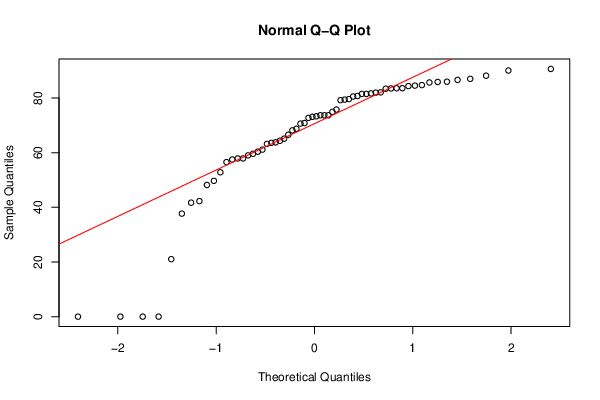 Normal Q−Q Plot
Sample Quantiles
80
60
40
20
0
−2 −1 0 1 2
Theoretical Quantiles